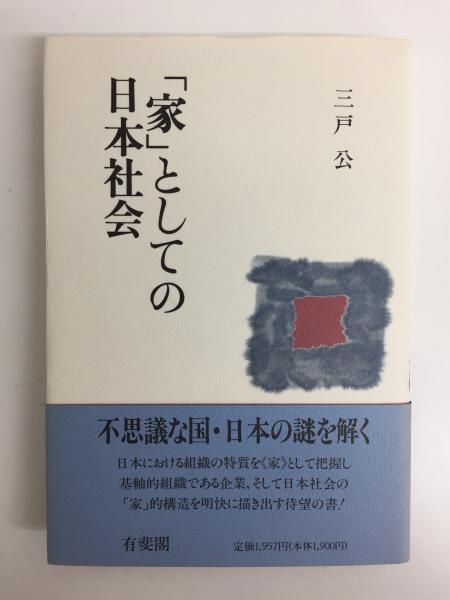 「家」としての
日本社会
三戸公
不思議な国・日本の謎を解く
日本における組織の特質を《家》として把握し
基軸的組織である企業、そして日本社会の
「家」的構造を明快に描き出す待望の書!
有斐閣
定価1,957円(本体1,900円)